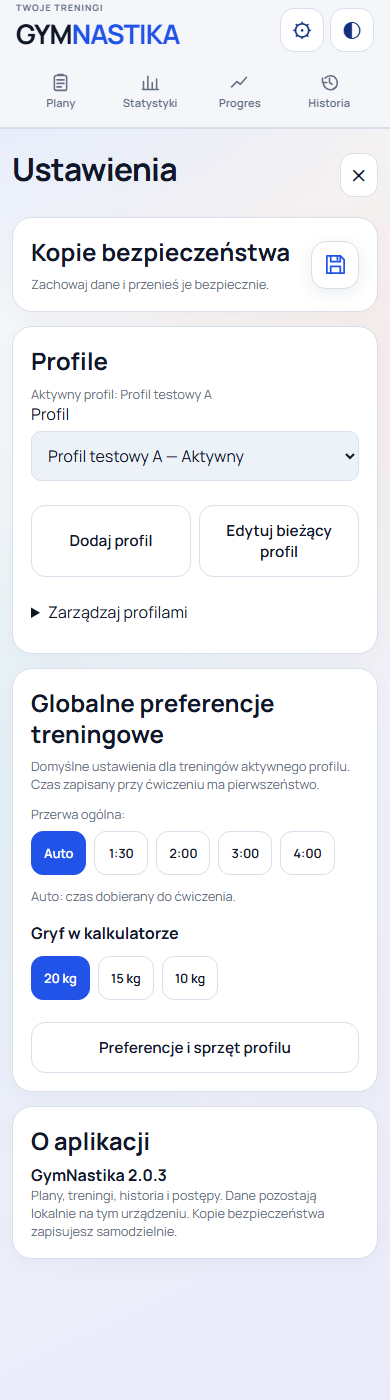 TWOJE TRENINGI
GYMNASTIKA
Plany
Statystyki
Progres
Historia
Ustawienia
Kopie bezpieczeństwa
Zachowaj dane i przenieś je bezpiecznie.
Profile
Aktywny profil: Profil testowy A
Profil
Profil testowy A — Aktywny
Dodaj profil
Edytuj bieżący
profil
Zarządzaj profilami
Globalne preferencje
treningowe
Domyślne ustawienia dla treningów aktywnego profilu.
Czas zapisany przy ćwiczeniu ma pierwszeństwo.
Przerwa ogólna:
Auto
1:30
2:00
3:00
4:00
Auto: czas dobierany do ćwiczenia.
Gryf w kalkulatorze
20 kg
15 kg
10 kg
Preferencje i sprzęt profilu
O aplikacji
GymNastika 2.0.3
Plany, treningi, historia i postępy. Dane pozostają
lokalnie na tym urządzeniu. Kopie bezpieczeństwa
zapisujesz samodzielnie.